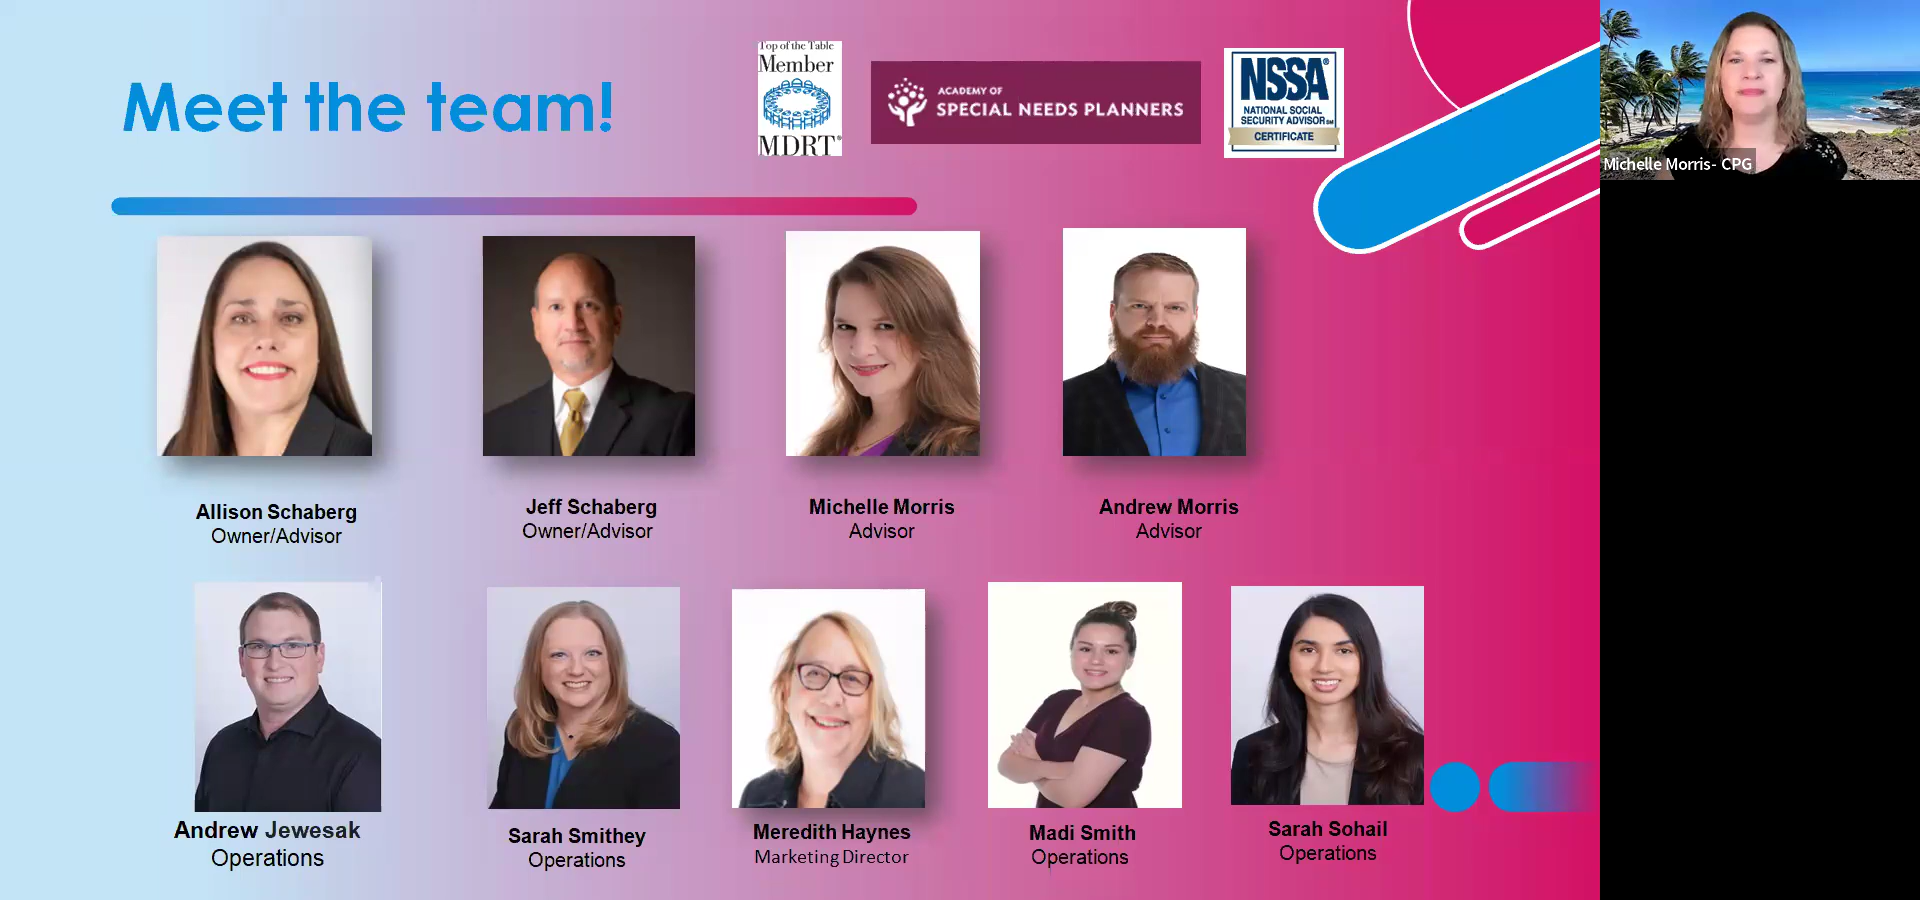 Meet the team!
Top of the Table
Member
MDRT®
ACADEMY OF
SPECIAL NEEDS PLANNERS
NSSA®
NATIONAL SOCIAL
SECURITY ADVISOR SM
CERTIFICATE
Michelle Morris- CPG
Allison Schaberg
Owner/Advisor
Jeff Schaberg
Owner/Advisor
Michelle Morris
Advisor
Andrew Morris
Advisor
Andrew Jewesak
Operations
Sarah Smithey
Operations
Meredith Haynes
Marketing Director
Madi Smith
Operations
Sarah Sohail
Operations